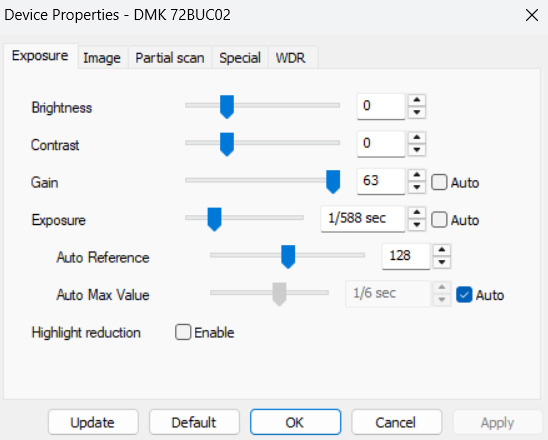 Device Properties - DMK 72BUC02
Exposure Image Partial scan Special WDR
Brightness 0
Contrast 0
Gain 63 Auto
Exposure 1/588 sec Auto
Auto Reference 128
Auto Max Value 1/6 sec Auto
Highlight reduction Enable
Update Default OK Cancel Apply